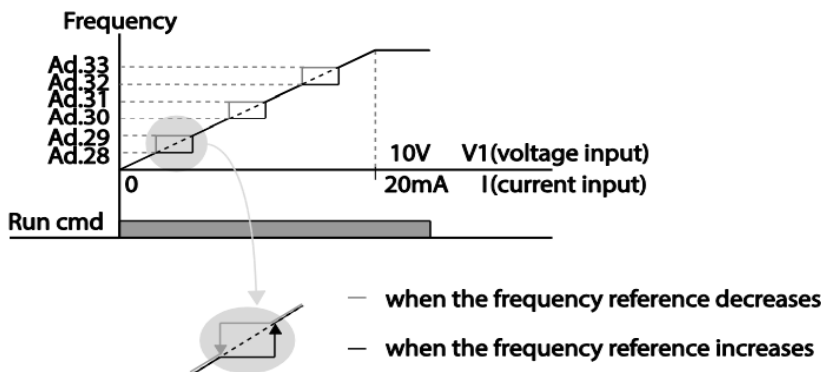 Frequency
Ad.33
Ad.32
Ad.31
Ad.30
Ad.29
Ad.28
10V V1(voltage input)
0 20mA I(current input)
Run cmd
when the frequency reference decreases
when the frequency reference increases